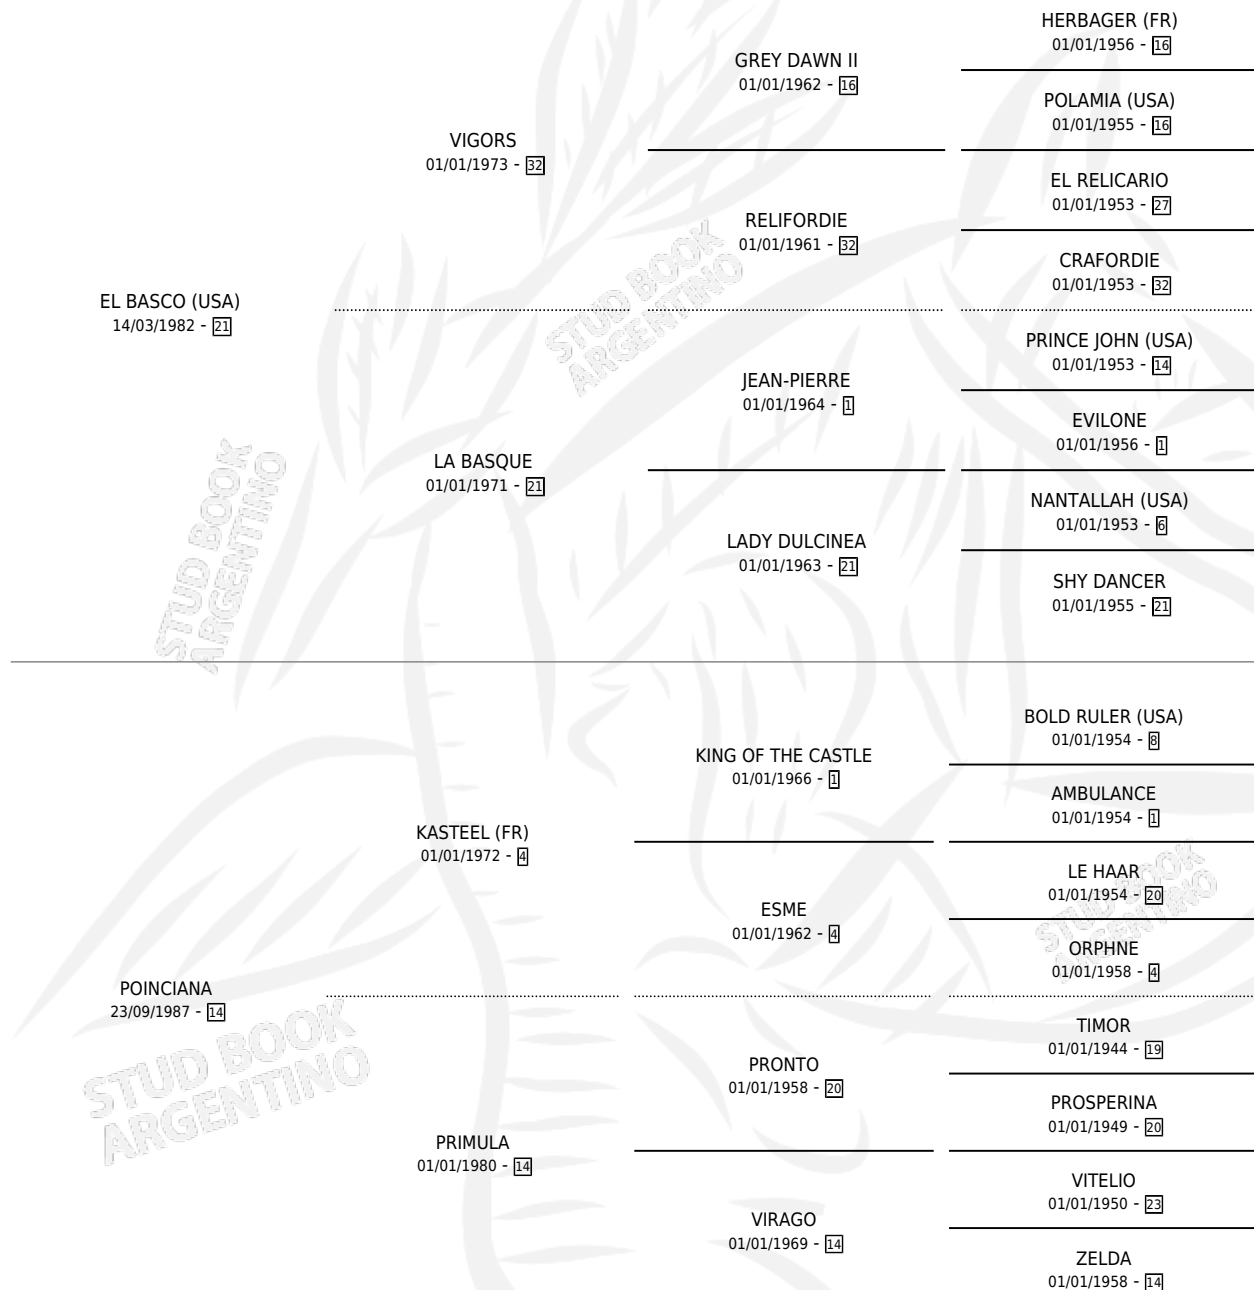 HERBAGER (FR)
01/01/1956 - 16
GREY DAWN II
01/01/1962 - 16
POLAMIA (USA)
01/01/1955 - 16
VIGORS
01/01/1973 - 32
EL RELICARIO
01/01/1953 - 27
RELIFORDIE
01/01/1961 - 32
CRAFORDIE
01/01/1953 - 32
EL BASCO (USA)
14/03/1982 - 21
PRINCE JOHN (USA)
01/01/1953 - 14
JEAN-PIERRE
01/01/1964 - 1
EVILONE
01/01/1956 - 1
LA BASQUE
01/01/1971 - 21
NANTALLAH (USA)
01/01/1953 - 6
LADY DULCINEA
01/01/1963 - 21
SHY DANCER
01/01/1955 - 21
BOLD RULER (USA)
01/01/1954 - 8
KING OF THE CASTLE
01/01/1966 - 1
AMBULANCE
01/01/1954 - 1
KASTEEL (FR)
01/01/1972 - 4
LE HAAR
01/01/1954 - 20
ESME
01/01/1962 - 4
ORPHNE
01/01/1958 - 4
POINCIANA
23/09/1987 - 14
TIMOR
01/01/1944 - 19
PRONTO
01/01/1958 - 20
PROSPERINA
01/01/1949 - 20
PRIMULA
01/01/1980 - 14
VITELIO
01/01/1950 - 23
VIRAGO
01/01/1969 - 14
ZELDA
01/01/1958 - 14
STUD BOOK
ARGENTINO
STUD BOOK
ARGENTINO
STUD BOOK
ARGENTINO
STUD BOOK
ARGENTINO